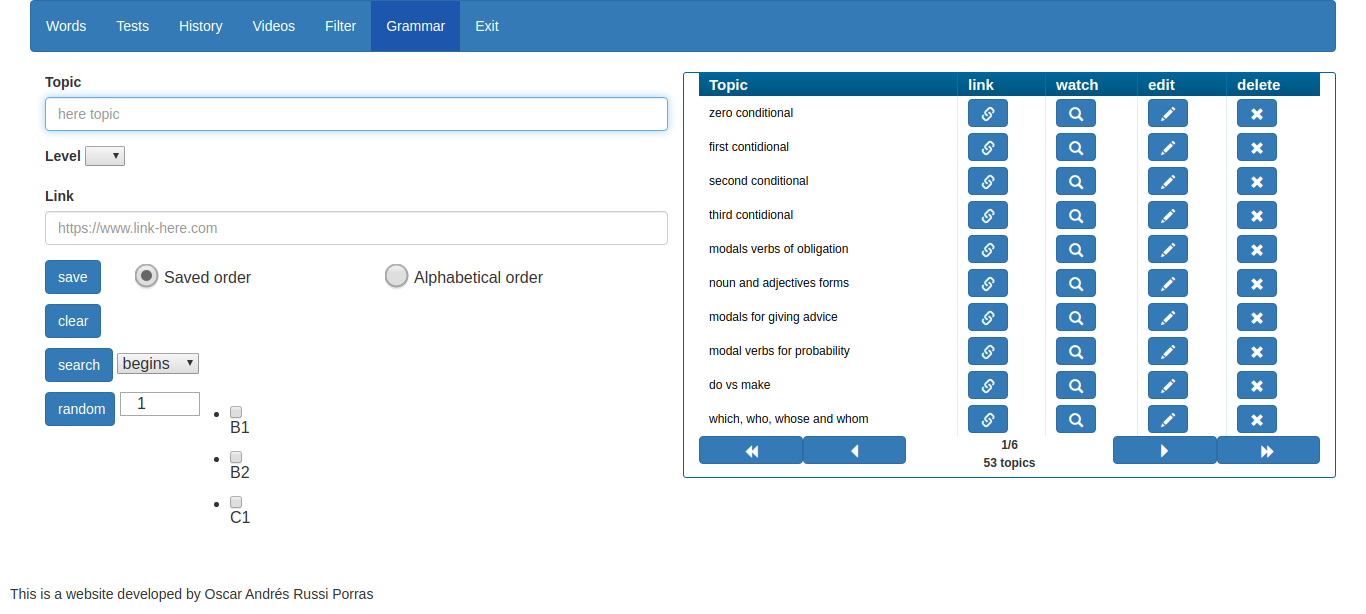 Words Tests History Videos Filter Grammar Exit
Topic
here topic
Level
Link
https://www.link-here.com
save Saved order Alphabetical order
clear
search begins
random 1
B1
B2
C1
Topic link watch edit delete
zero conditional
first contidional
second conditional
third contidional
modals verbs of obligation
noun and adjectives forms
modals for giving advice
modal verbs for probability
do vs make
which, who, whose and whom
1/6
53 topics
This is a website developed by Oscar Andrés Russi Porras